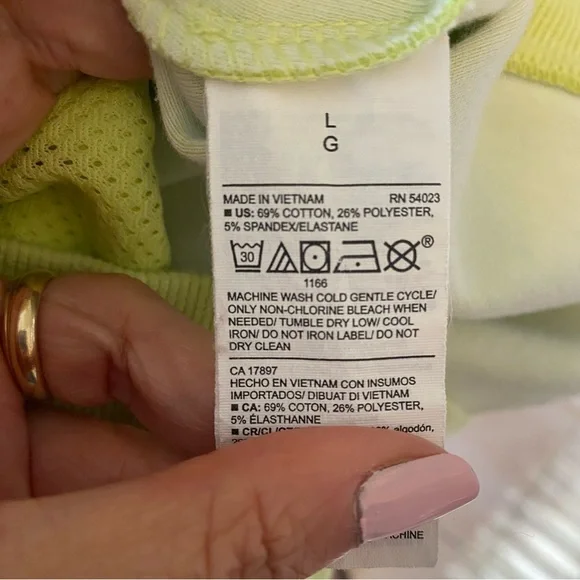 L
G
MADE IN VIETNAM RN 54023
■ US: 69% COTTON, 26% POLYESTER,
5% SPANDEX/ELASTANE
30
®
1166
MACHINE WASH COLD GENTLE CYCLE/
ONLY NON-CHLORINE BLEACH WHEN
NEEDED/ TUMBLE DRY LOW/ COOL
IRON/ DO NOT IRON LABEL/ DO NOT
DRY CLEAN
CA 17897
HECHO EN VIETNAM CON INSUMOS
IMPORTADOS/ DIBUAT DI VIETNAM
■ CA: 69% COTON, 26% POLYESTER,
5% ÉLASTHANNE
■ CR/CL/ algodón,